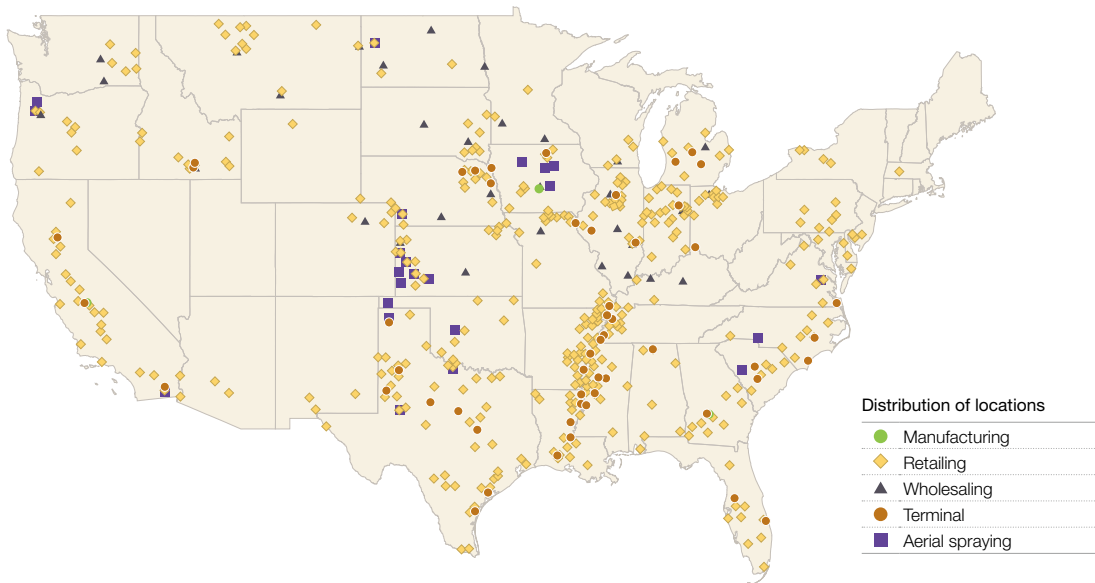 Distribution of locations
Manufacturing
Retailing
Wholesaling
Terminal
Aerial spraying